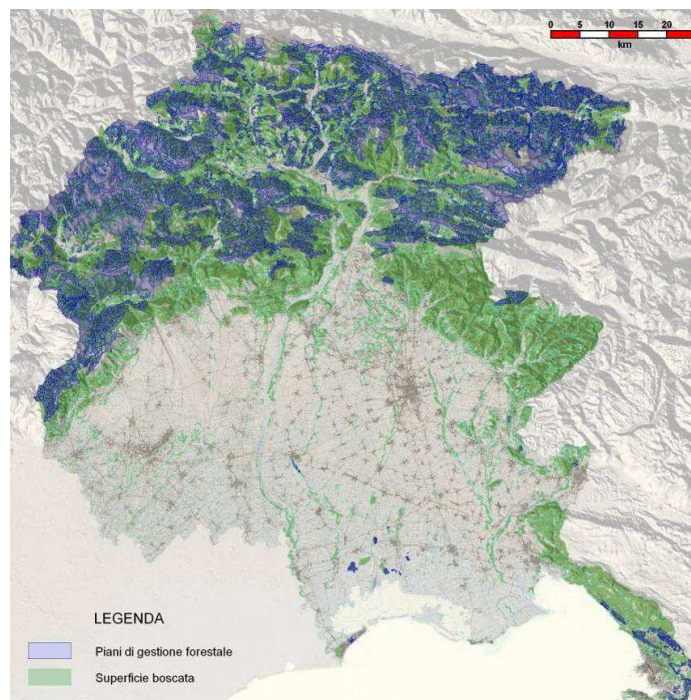 0 5 10 15 20
km
LEGENDA
Piani di gestione forestale
Superficie boscata